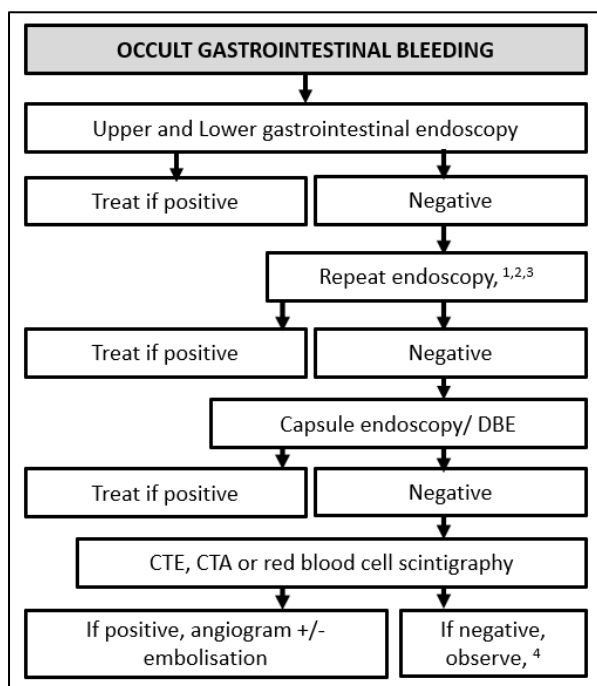 OCCULT GASTROINTESTINAL BLEEDING
Upper and Lower gastrointestinal endoscopy
Treat if positive
Negative
Repeat endoscopy, 1,2,3
Treat if positive
Negative
Capsule endoscopy/ DBE
Treat if positive
Negative
CTE, CTA or red blood cell scintigraphy
If positive, angiogram +/-
embolisation
If negative,
observe, 4